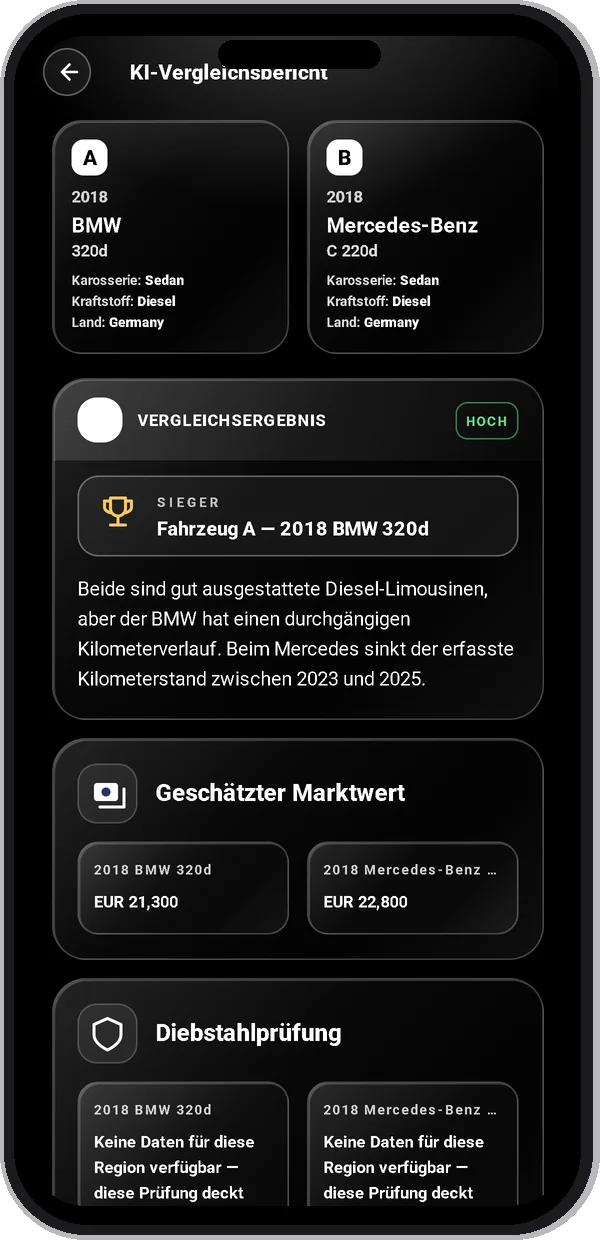 KI-Vergleichsbericht
A
2018
BMW
320d
Karosserie: Sedan
Kraftstoff: Diesel
Land: Germany
B
2018
Mercedes-Benz
C 220d
Karosserie: Sedan
Kraftstoff: Diesel
Land: Germany
VERGLEICHSERGEBNIS
HOCH
SIEGER
Fahrzeug A — 2018 BMW 320d
Beide sind gut ausgestattete Diesel-Limousinen,
aber der BMW hat einen durchgängigen
Kilometerverlauf. Beim Mercedes sinkt der erfasste
Kilometerstand zwischen 2023 und 2025.
Geschätzter Marktwert
2018 BMW 320d
EUR 21,300
2018 Mercedes-Benz ...
EUR 22,800
Diebstahlprüfung
2018 BMW 320d
Keine Daten für diese
Region verfügbar —
diese Prüfung deckt
2018 Mercedes-Benz ...
Keine Daten für diese
Region verfügbar —
diese Prüfung deckt